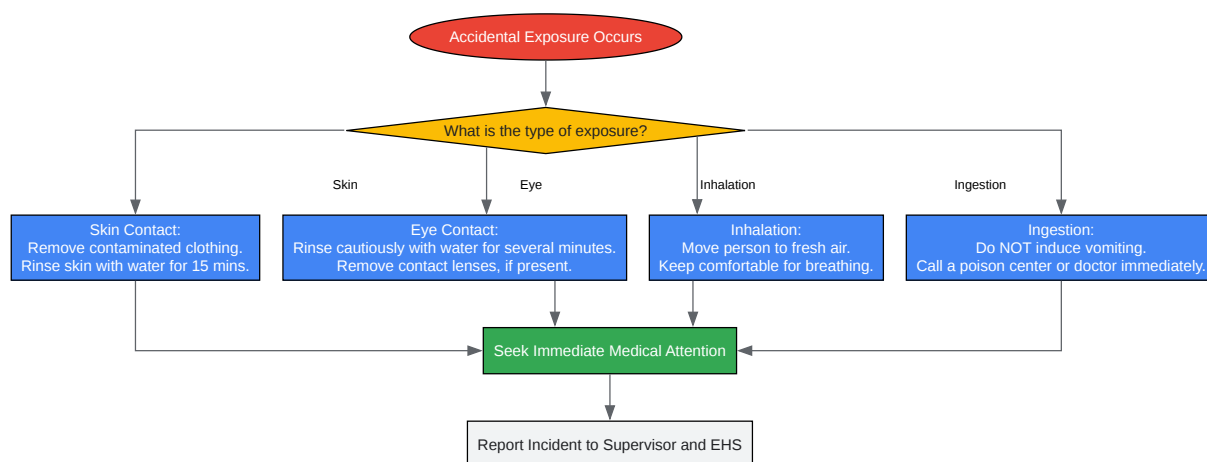 Accidental Exposure Occurs
What is the type of exposure?
Skin
Eye
Inhalation
Ingestion
Skin Contact:
Remove contaminated clothing.
Rinse skin with water for 15 mins.
Eye Contact:
Rinse cautiously with water for several minutes.
Remove contact lenses, if present.
Inhalation:
Move person to fresh air.
Keep comfortable for breathing.
Ingestion:
Do NOT induce vomiting.
Call a poison center or doctor immediately.
Seek Immediate Medical Attention
Report Incident to Supervisor and EHS